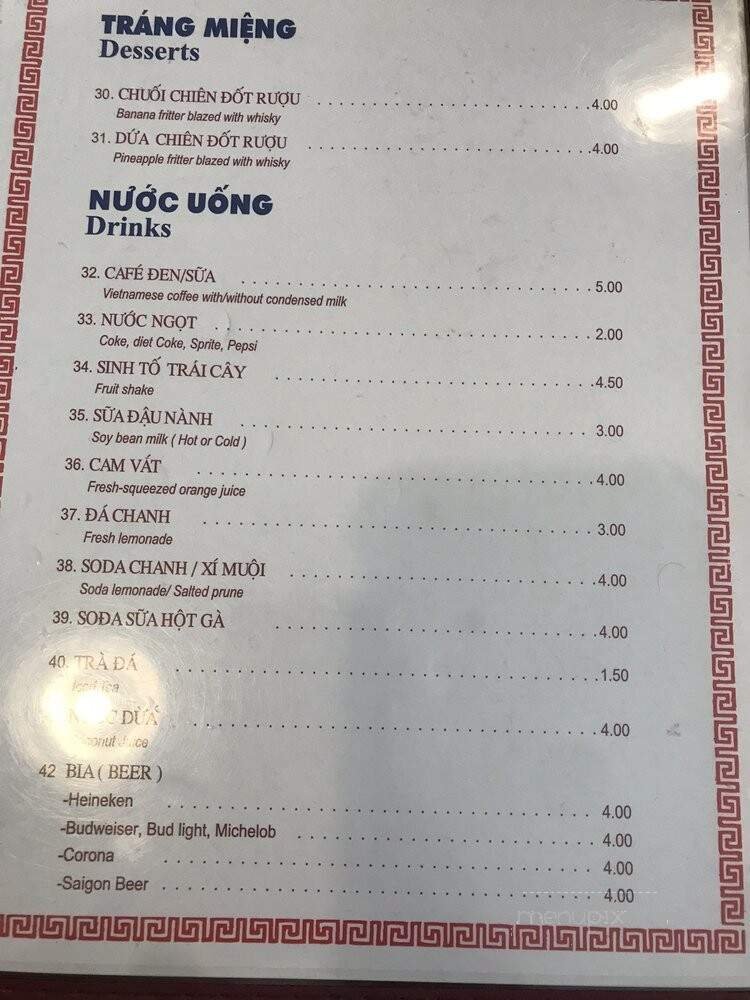 TRÁNG MIỆNG
Desserts
30. CHUỐI CHIÊN ĐỐT RƯỢU . . . . . . . . . . . . . . . . . . . . . . . . . . . . 4.00
Banana fritter blazed with whisky
31. DỨA CHIÊN ĐỐT RƯỢU . . . . . . . . . . . . . . . . . . . . . . . . . . . . 4.00
Pineapple fritter blazed with whisky
NƯỚC UỐNG
Drinks
32. CAFÉ ĐEN/SỮA . . . . . . . . . . . . . . . . . . . . . . . . . . . . 5.00
Vietnamese coffee with/without condensed milk
33. NƯỚC NGỌT . . . . . . . . . . . . . . . . . . . . . . . . . . . . 2.00
Coke, diet Coke, Sprite, Pepsi
34. SINH TỐ TRÁI CÂY . . . . . . . . . . . . . . . . . . . . . . . . . . . . 4.50
Fruit shake
35. SỮA ĐẬU NÀNH . . . . . . . . . . . . . . . . . . . . . . . . . . . . 3.00
Soy bean milk ( Hot or Cold )
36. CAM VẮT . . . . . . . . . . . . . . . . . . . . . . . . . . . . 4.00
Fresh-squeezed orange juice
37. ĐÁ CHANH . . . . . . . . . . . . . . . . . . . . . . . . . . . . 3.00
Fresh lemonade
38. SODA CHANH / XÍ MUỘI . . . . . . . . . . . . . . . . . . . . . . . . . . . . 4.00
Soda lemonade/ Salted prune
39. SOĐA SỮA HỘT GÀ . . . . . . . . . . . . . . . . . . . . . . . . . . . . 4.00
40. TRÀ ĐÁ . . . . . . . . . . . . . . . . . . . . . . . . . . . . 1.50
Iced Tea
DỪA . . . . . . . . . . . . . . . . . . . . . . . . . . . . 4.00
Coconut Juice
42 BIA ( BEER )
-Heineken . . . . . . . . . . . . . . . . . . . . . . . . . . . . 4.00
-Budweiser, Bud light, Michelob . . . . . . . . . . . . . . . . . . . . 4.00
-Corona . . . . . . . . . . . . . . . . . . . . . . . . . . . . 4.00
-Saigon Beer . . . . . . . . . . . . . . . . . . . . . . . . . . . . 4.00
menupix